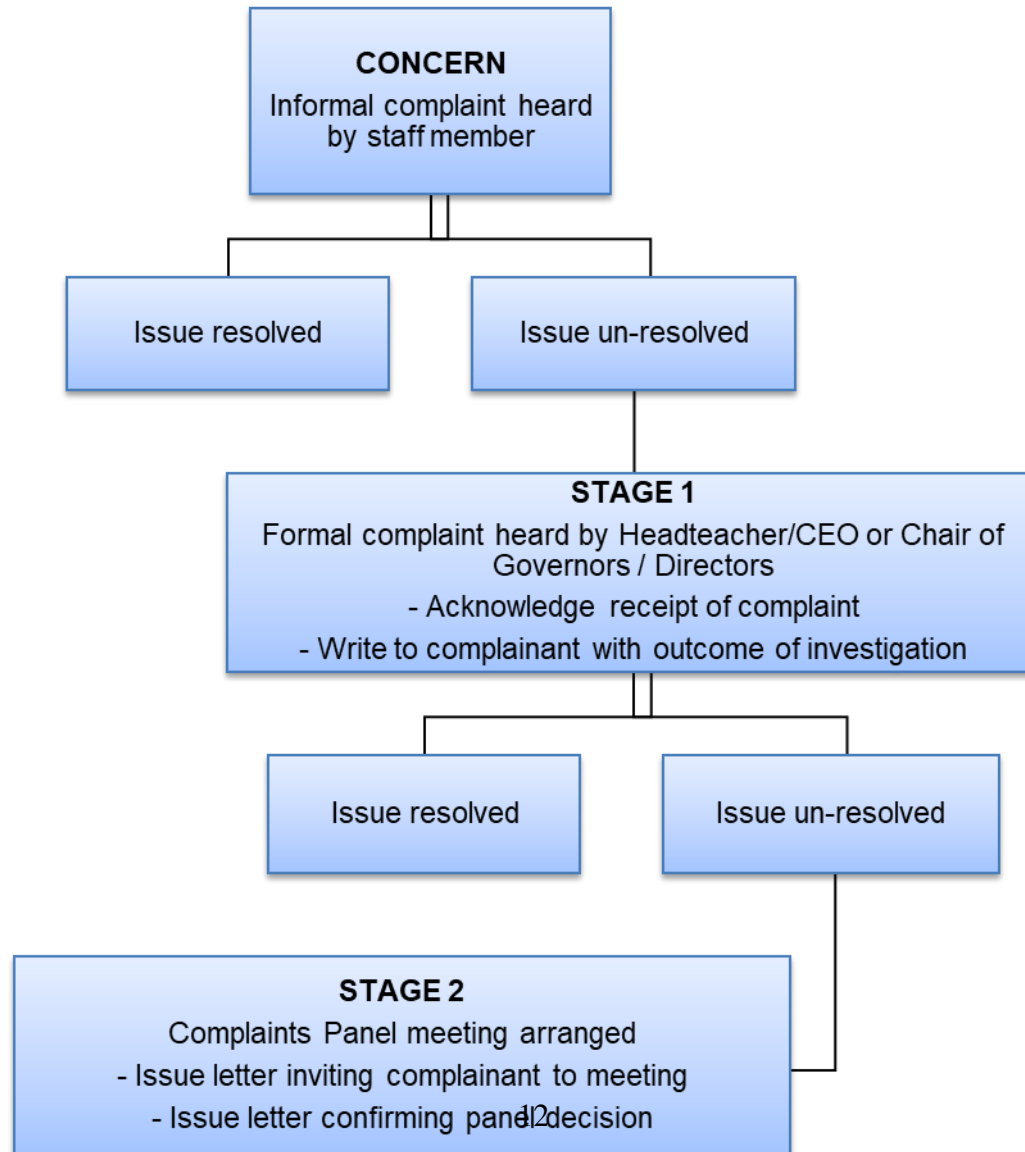 CONCERN
Informal complaint heard
by staff member
Issue resolved
Issue un-resolved
STAGE 1
Formal complaint heard by Headteacher/CEO or Chair of
Governors / Directors
- Acknowledge receipt of complaint
- Write to complainant with outcome of investigation
Issue resolved
Issue un-resolved
STAGE 2
Complaints Panel meeting arranged
- Issue letter inviting complainant to meeting
- Issue letter confirming panel decision
12